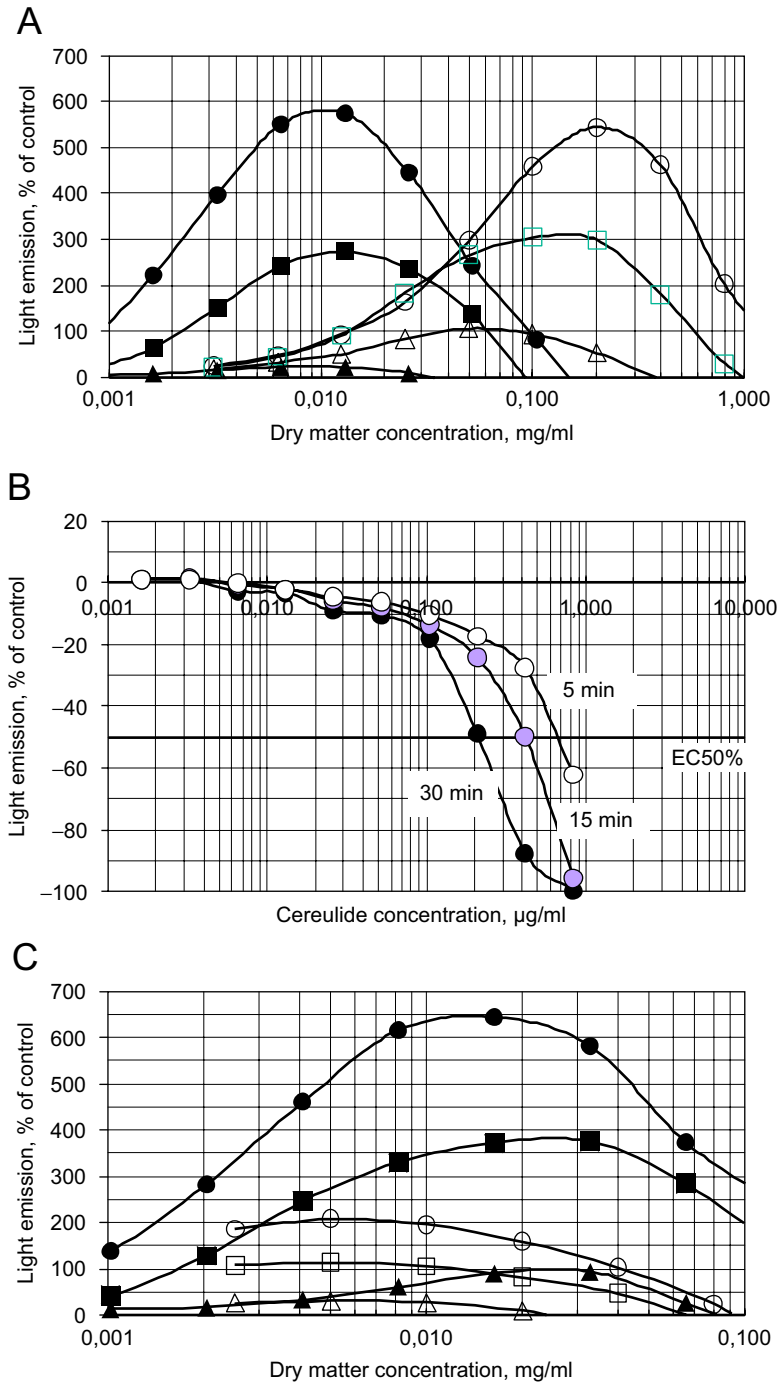 A
700
600
500
400
300
200
100
0
Light emission, % of control
0,001 0,010 0,100 1,000
Dry matter concentration, mg/ml
B
20
0
–20
–40
–60
–80
–100
Light emission, % of control
0,001 0,010 0,100 1,000 10,000
5 min
EC50%
30 min
15 min
Cereulide concentration, µg/ml
C
700
600
500
400
300
200
100
0
Light emission, % of control
0,001 0,010 0,100
Dry matter concentration, mg/ml